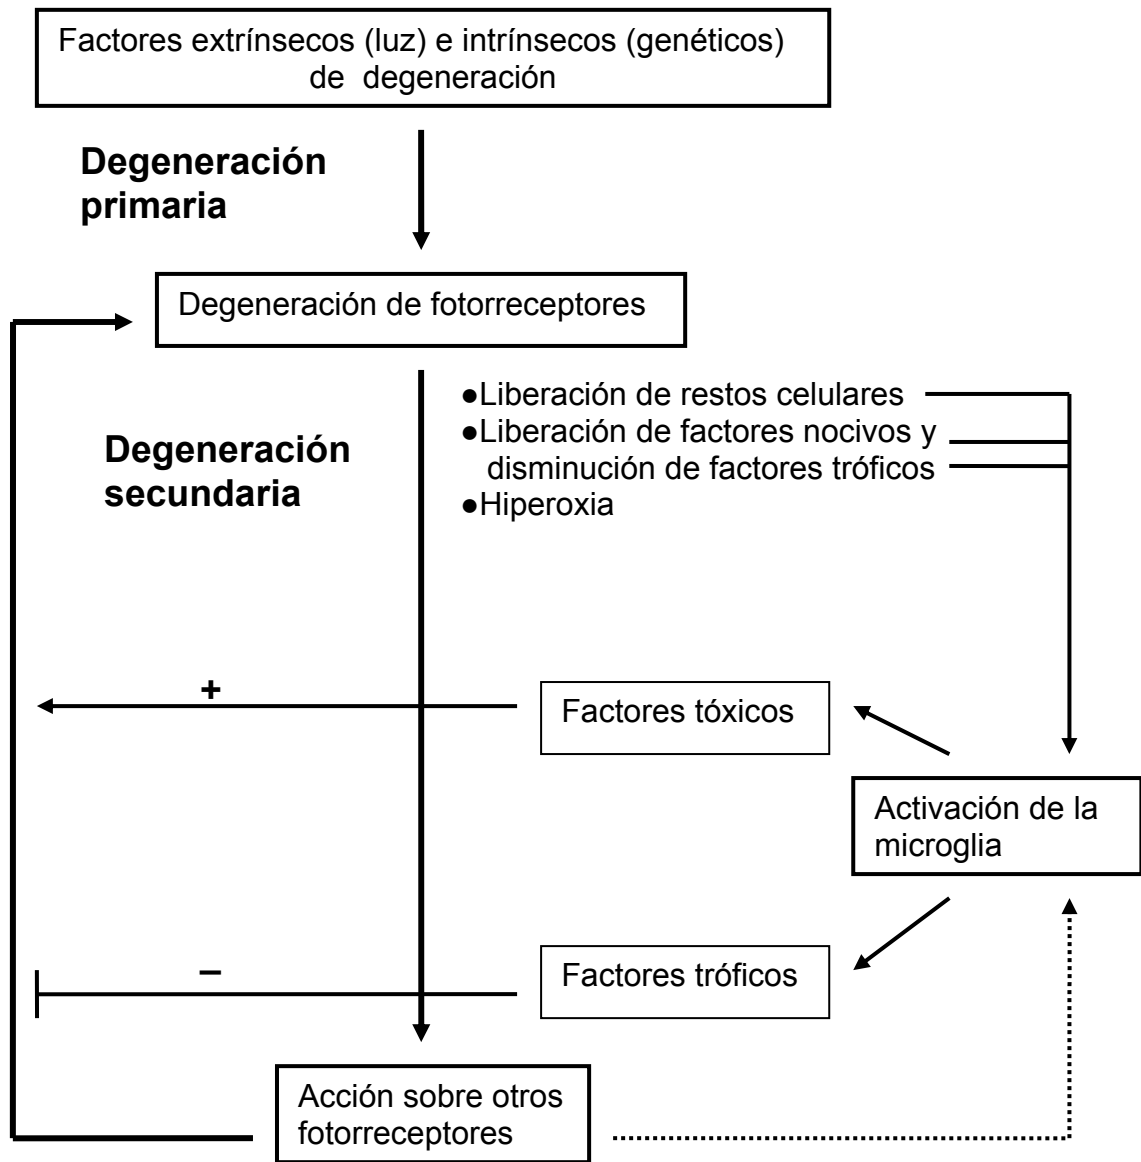 Factores extrínsecos (luz) e intrínsecos (genéticos)
de degeneración
Degeneración
primaria
Degeneración de fotorreceptores
●Liberación de restos celulares
●Liberación de factores nocivos y
disminución de factores tróficos
●Hiperoxia
Degeneración
secundaria
+
Factores tóxicos
Activación de la
microglia
–
Factores tróficos
Acción sobre otros
fotorreceptores